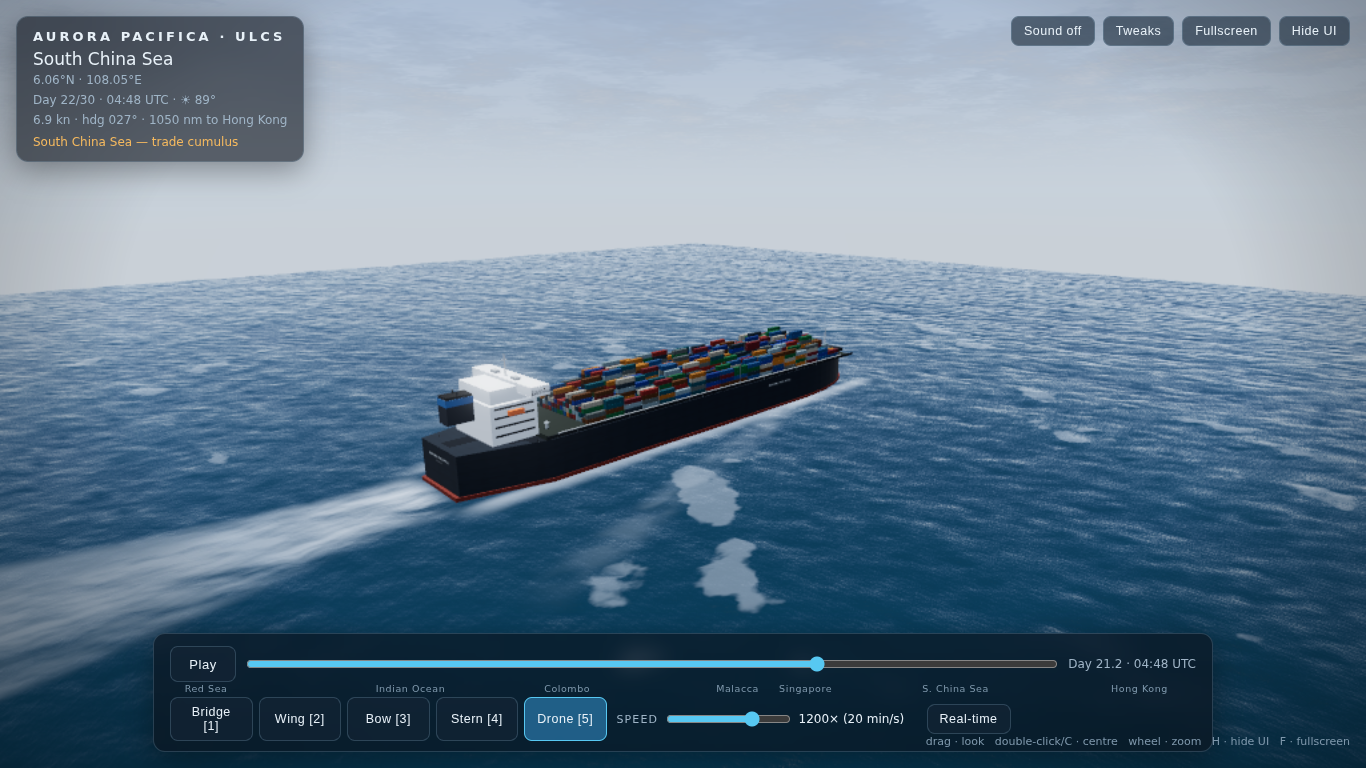 AURORA PACIFICA · ULCS
South China Sea
6.06°N · 108.05°E
Day 22/30 · 04:48 UTC · ☀ 89°
6.9 kn · hdg 027° · 1050 nm to Hong Kong
South China Sea — trade cumulus
Sound off
Tweaks
Fullscreen
Hide UI
Play
Day 21.2 · 04:48 UTC
Red Sea
Indian Ocean
Colombo
Malacca
Singapore
S. China Sea
Hong Kong
Bridge
[1]
Wing [2]
Bow [3]
Stern [4]
Drone [5]
SPEED
1200× (20 min/s)
Real-time
drag · look double-click/C · centre wheel · zoom H · hide UI F · fullscreen